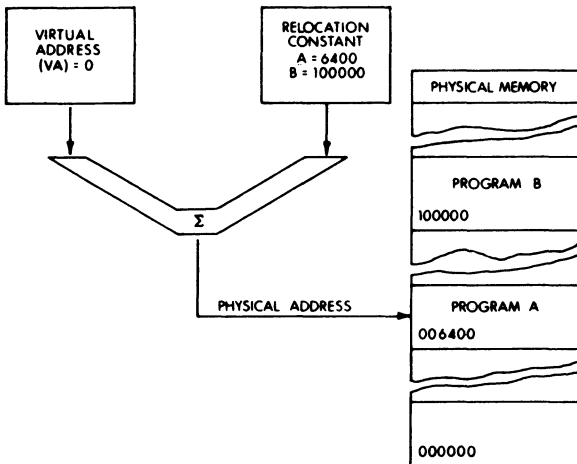 VIRTUAL
ADDRESS
(VA) = 0
RELOCATION
CONSTANT
A = 6400
B = 100000
PHYSICAL MEMORY
PROGRAM B
100000
Σ
PHYSICAL ADDRESS
PROGRAM A
006400
000000